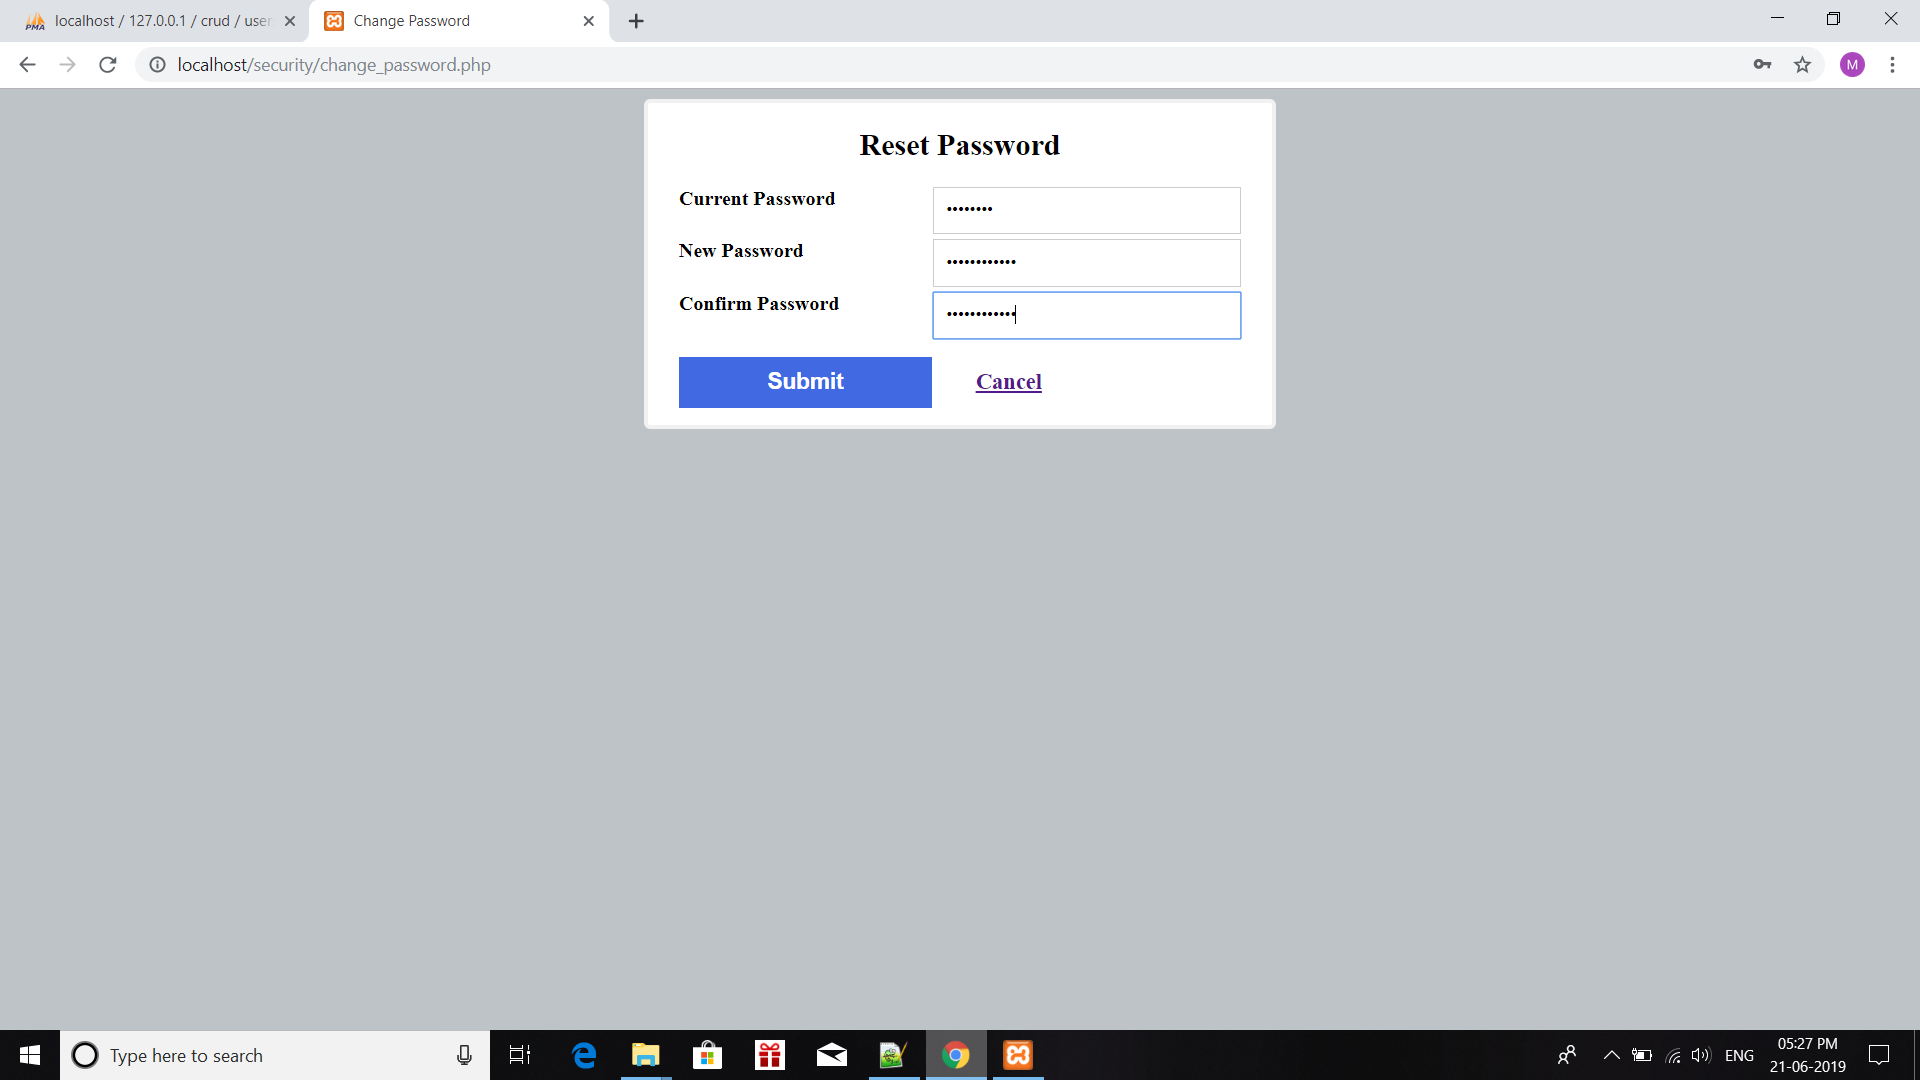 localhost / 127.0.0.1 / crud / user
Change Password
localhost/security/change_password.php
M
Reset Password
Current Password
••••••••
New Password
••••••••••••
Confirm Password
••••••••••••
Submit
Cancel
Type here to search
ENG
05:27 PM
21-06-2019